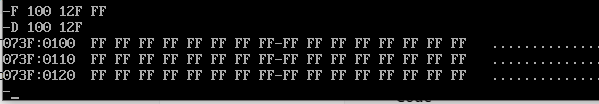 -F 100 12F FF
-D 100 12F
073F:0100  FF FF FF FF FF FF FF FF-FF FF FF FF FF FF FF FF   ................
073F:0110  FF FF FF FF FF FF FF FF-FF FF FF FF FF FF FF FF   ................
073F:0120  FF FF FF FF FF FF FF FF-FF FF FF FF FF FF FF FF   ................
-